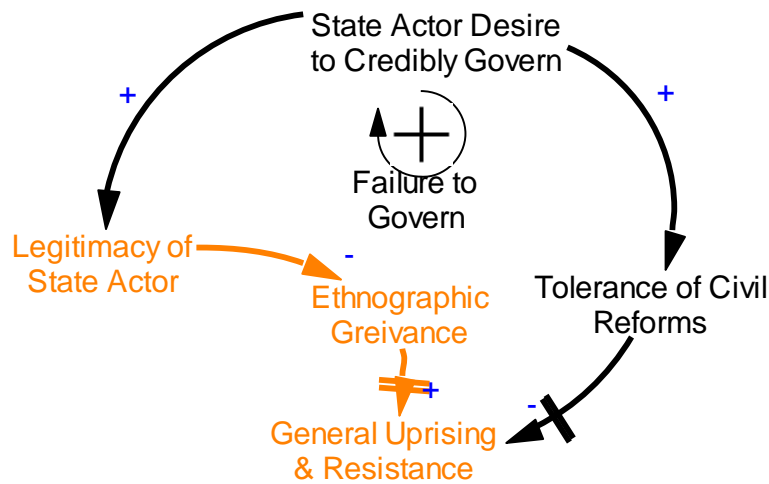 State Actor Desire
to Credibly Govern
+
+
+
Failure to
Govern
Legitimacy of
State Actor
-
Ethnographic
Greivance
Tolerance of Civil
Reforms
+
-
General Uprising
& Resistance